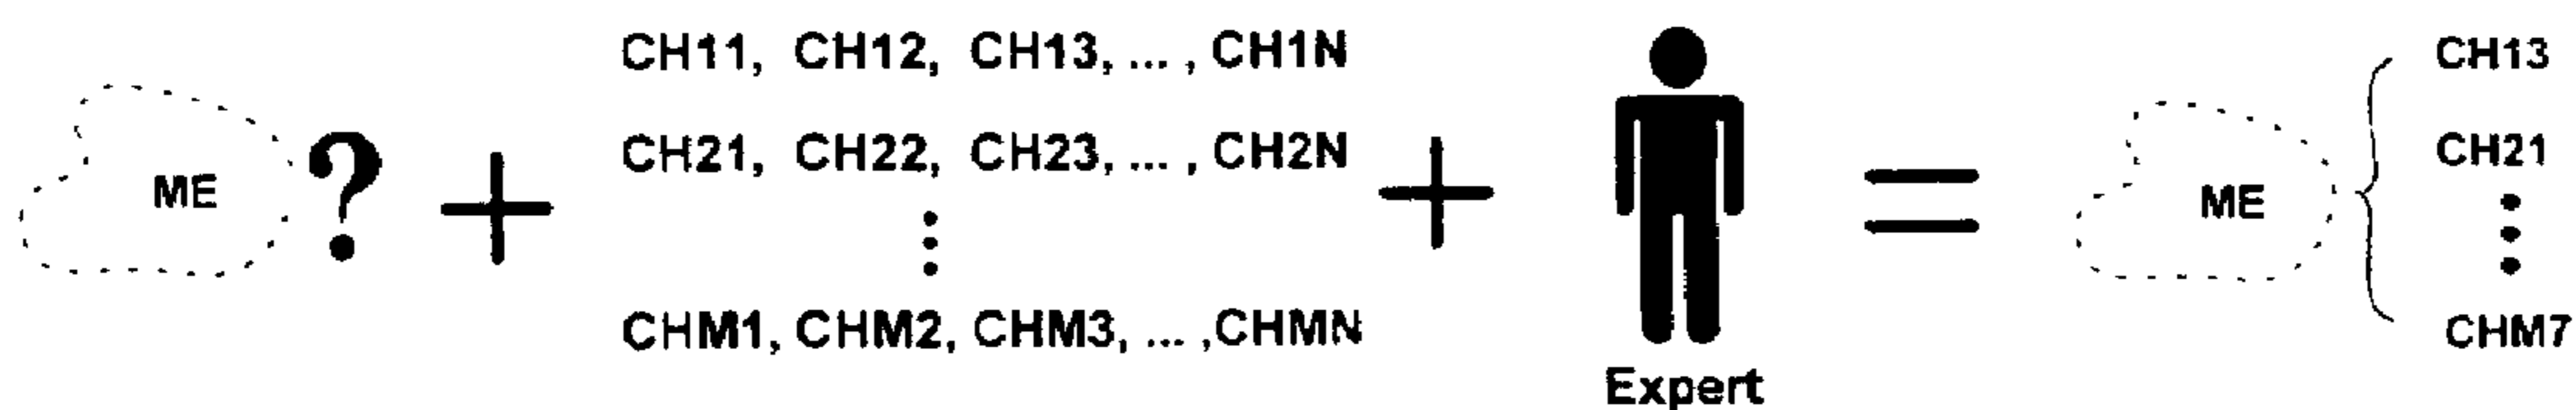 CH11, CH12, CH13, ... , CH1N
CH21, CH22, CH23, ... , CH2N
CHM1, CHM2, CHM3, ... ,CHMN
ME ? + + = ME
CH13
CH21
CHM7
Expert